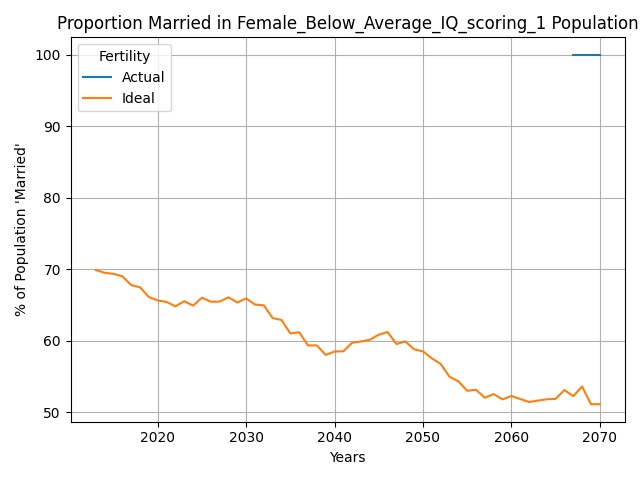 Proportion Married in Female_Below_Average_IQ_scoring_1 Population
Fertility
Actual
Ideal
100
90
80
70
60
50
% of Population 'Married'
2020 2030 2040 2050 2060 2070
Years